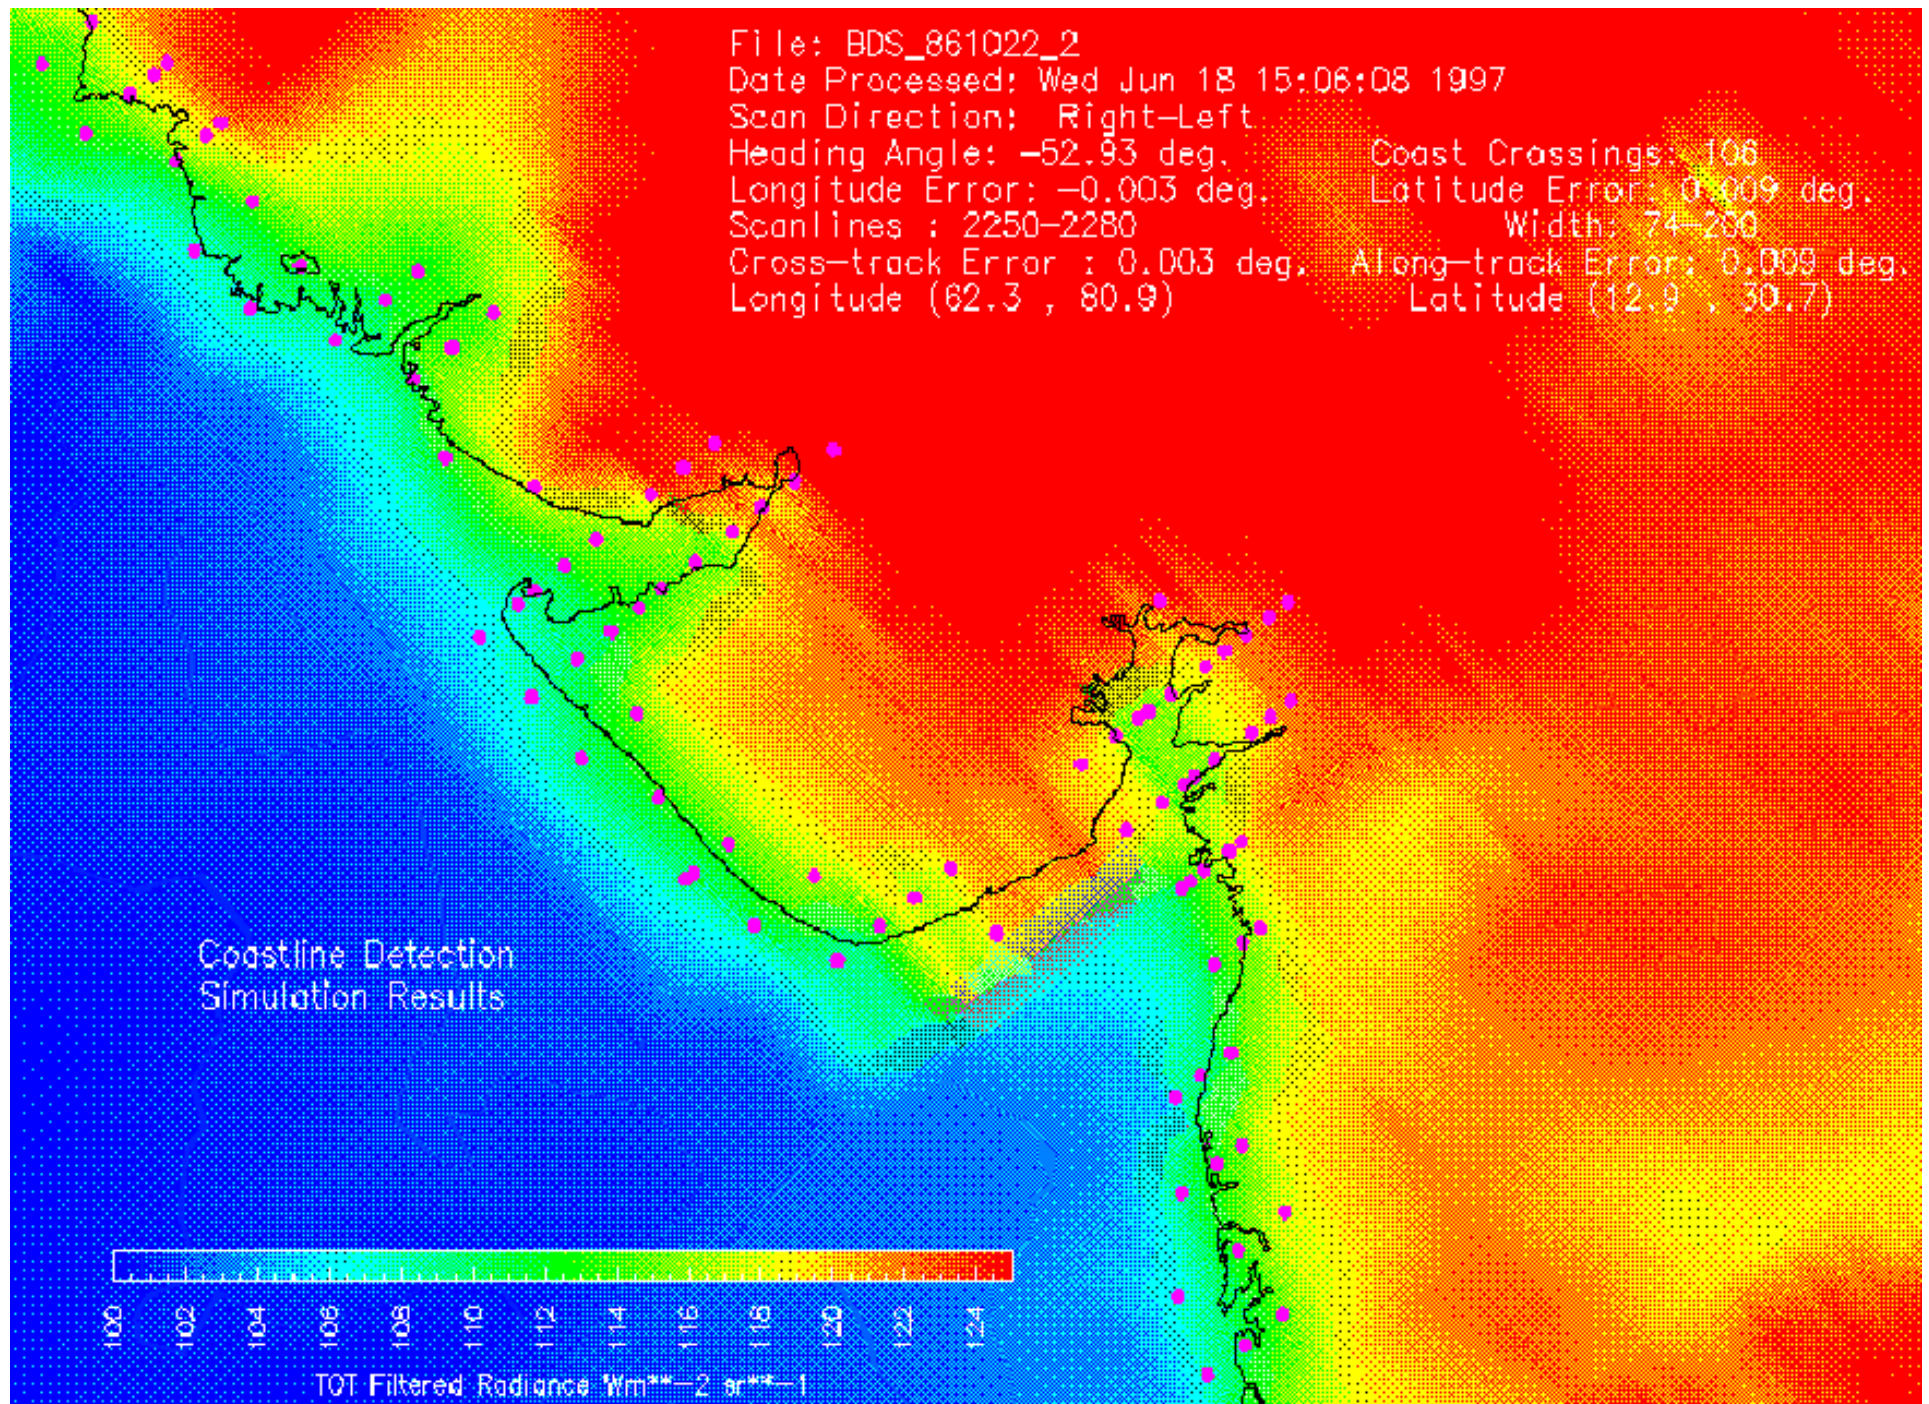 File: BDS_861022_2
Date Processed: Wed Jun 18 15:06:08 1997
Scan Direction: Right-Left
Heading Angle: -52.93 deg. Coast Crossings: 106
Longitude Error: -0.003 deg. Latitude Error: 0.009 deg.
Scanlines : 2250-2280 Width: 74-200
Cross-track Error : 0.003 deg. Along-track Error: 0.009 deg.
Longitude (62.3 , 80.9) Latitude (12.9 , 30.7)
Coastline Detection
Simulation Results
100 102 104 106 108 110 112 114 116 118 120 122 124
TOT Filtered Radiance Wm**-2 sr**-1